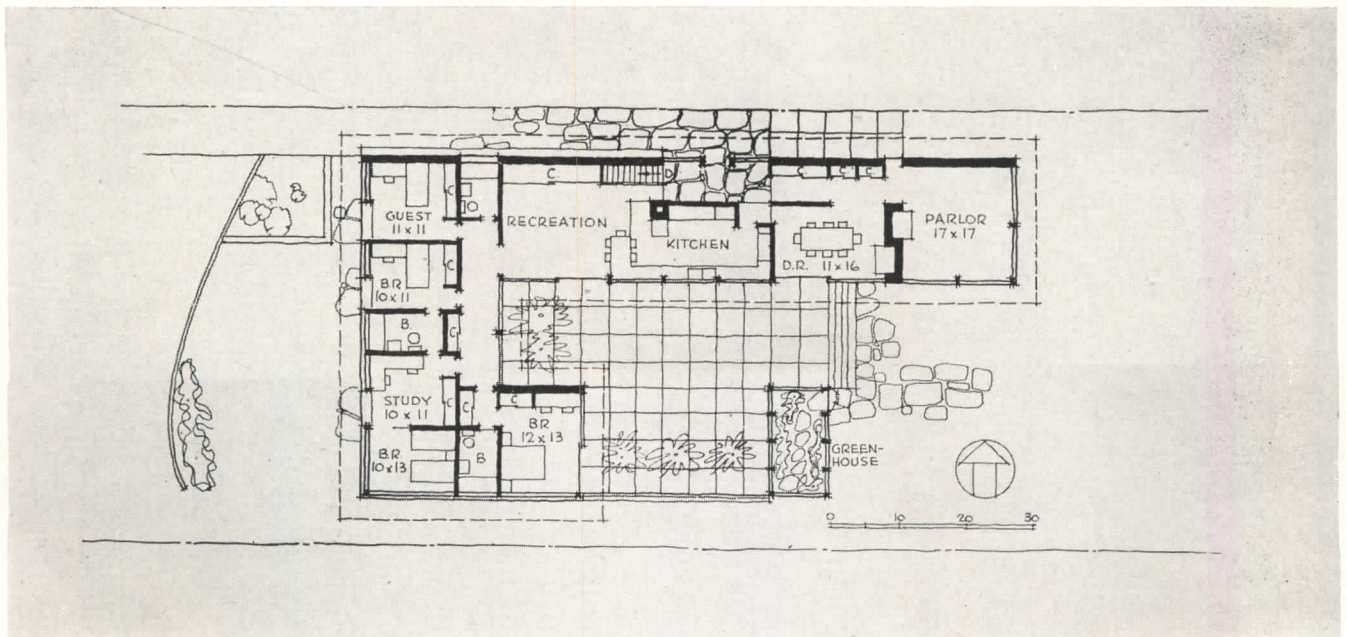 C
D
C
C
C
GUEST
11 x 11
C
RECREATION
KITCHEN
D.R. 11 x 16
PARLOR
17 x 17
B.R
10 x 11
C
B.
C
STUDY
10 x 11
C
C
C
BR
12 x 13
B.R
10 x 13
B
GREEN-
HOUSE
0 10 20 30